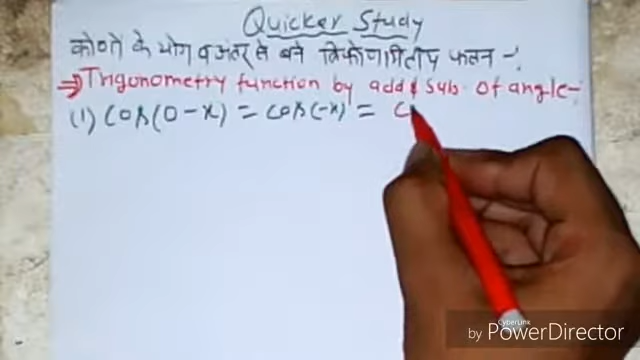 Quicker Study
कोणों के योग व अंतर से बने त्रिकोणमितीय फलन -:
⇒ Trigonometry function by add & Sub. Of angle-:
(1) Cos(0-x) = cos(-x) = C
CyberLink
by PowerDirector